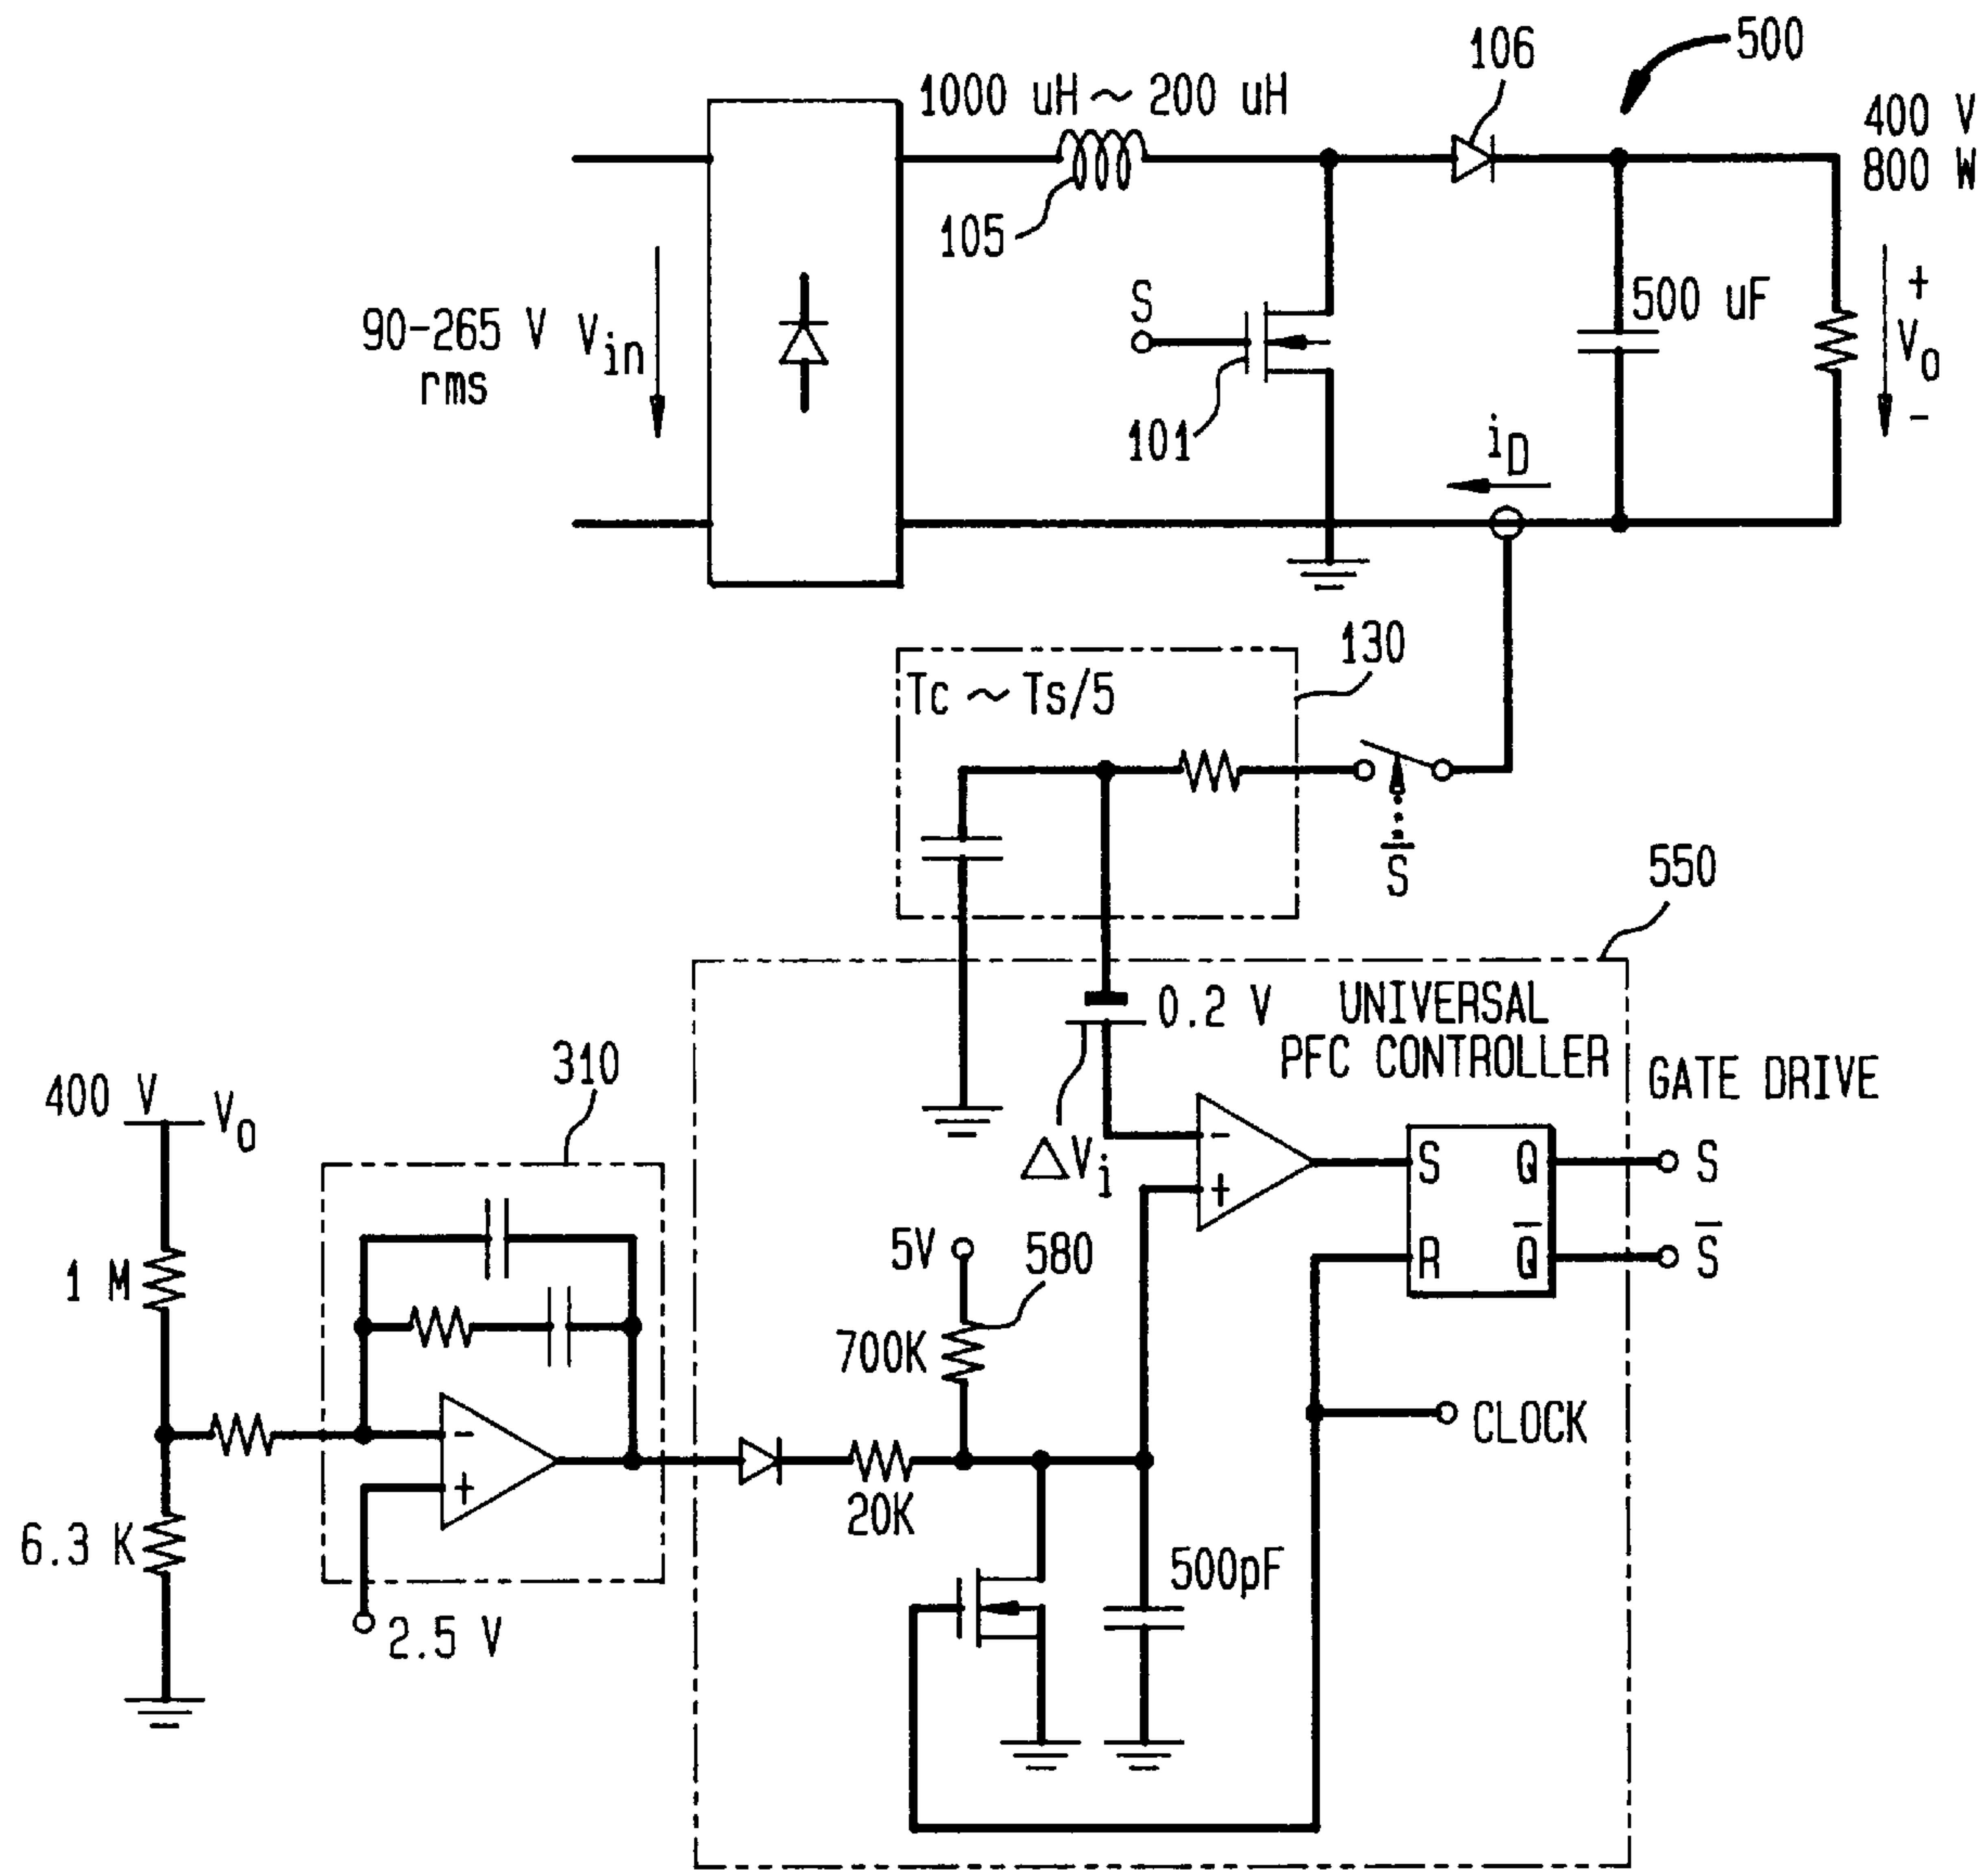 500
106
1000 uH ~ 200 uH
400 V
800 W
105
S
500 uF
+
Vo
-
90-265 V Vin
rms
101
iD
130
Tc ~ Ts/5
S̅
550
0.2 V
UNIVERSAL
PFC CONTROLLER
GATE DRIVE
310
400 V
Vo
ΔVi
-
+
S Q
R Q̅
S
S̅
5V
580
1 M
700K
CLOCK
-
+
20K
6.3 K
500pF
2.5 V